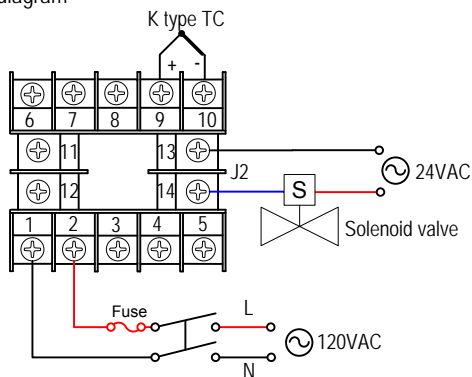 diagram
K type TC
+ -
6 7 8 9 10
11 13
J2
24VAC
12 14
S
1 2 3 4 5
Solenoid valve
Fuse
L
120VAC
N